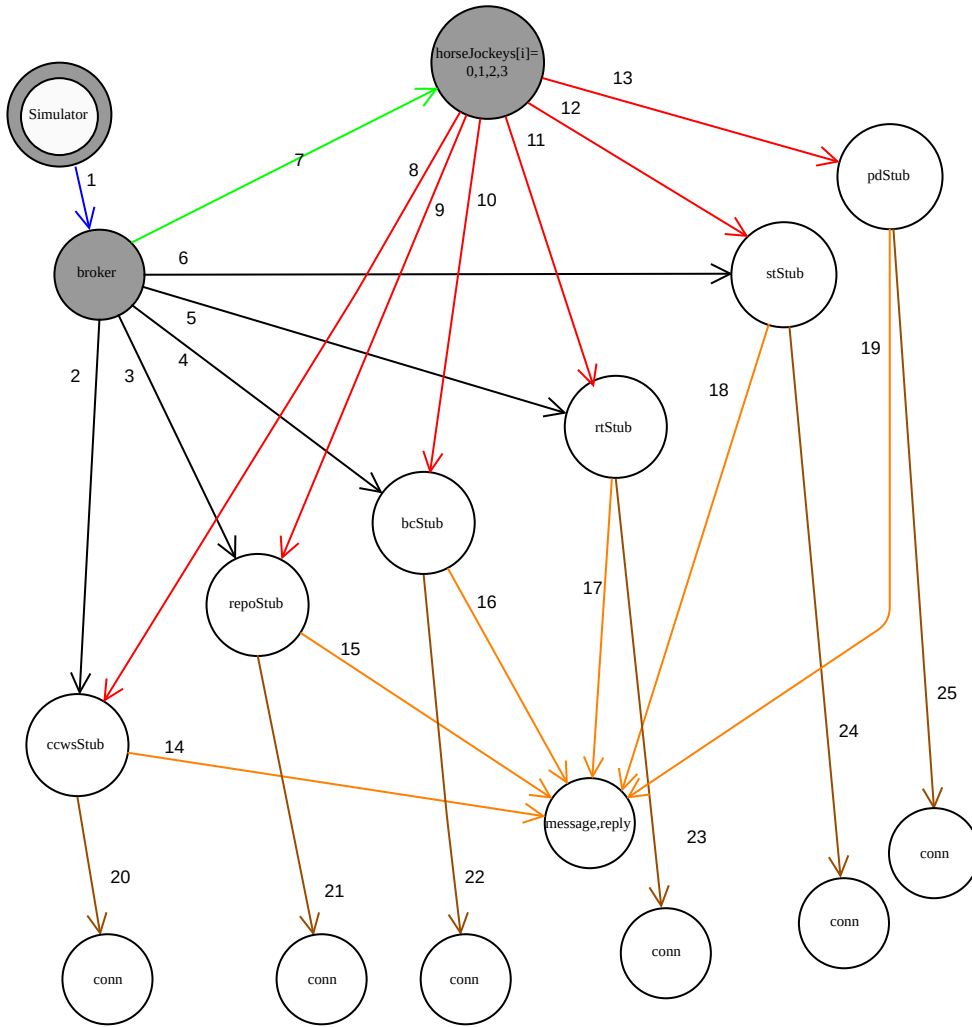 horseJockeys[i]=
0,1,2,3
13
12
Simulator
11
7
8
1
9
10
pdStub
broker
6
stStub
5
19
2
3
4
18
rtStub
bcStub
17
16
repoStub
15
25
24
ccwsStub
14
message,reply
23
conn
20
22
21
conn
conn
conn
conn
conn